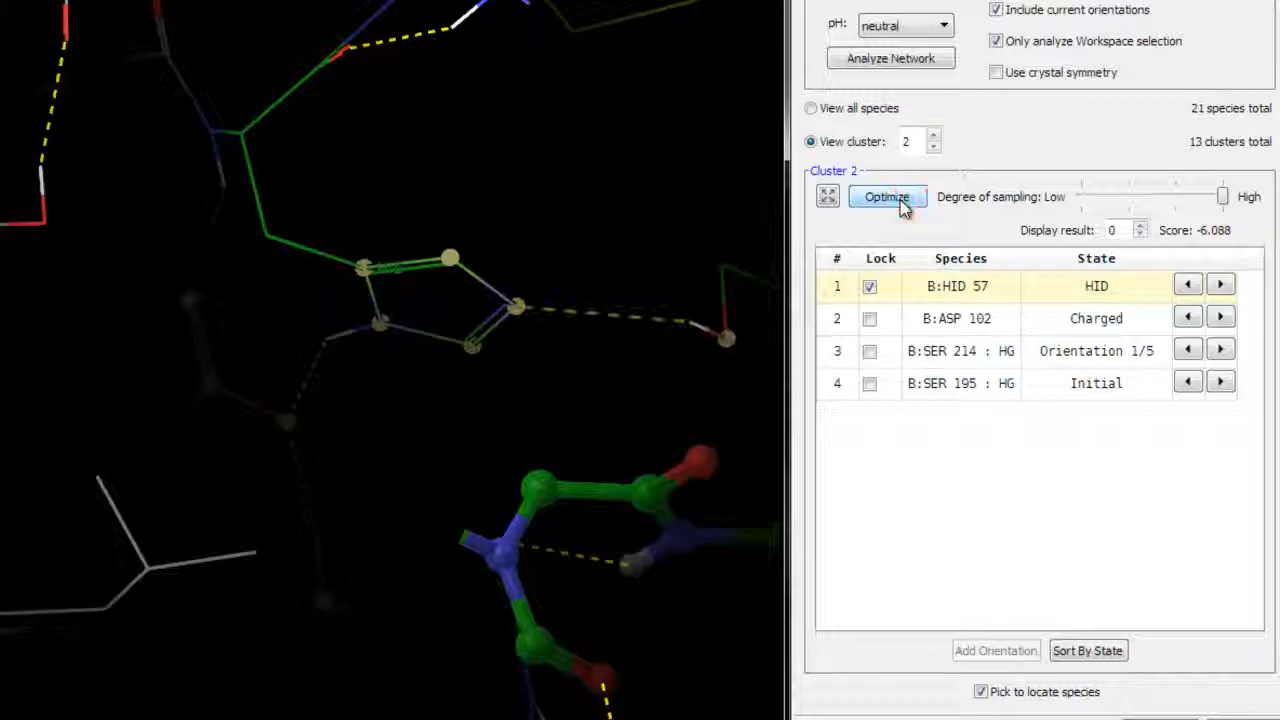 Include current orientations
pH: neutral
Only analyze Workspace selection
Analyze Network
Use crystal symmetry
View all species 21 species total
View cluster: 2 13 clusters total
Cluster 2
Optimize Degree of sampling: Low High
Display result: 0 Score: -6.088
# Lock Species State
1 B:HID 57 HID
2 B:ASP 102 Charged
3 B:SER 214 : HG Orientation 1/5
4 B:SER 195 : HG Initial
Add Orientation Sort By State
Pick to locate species